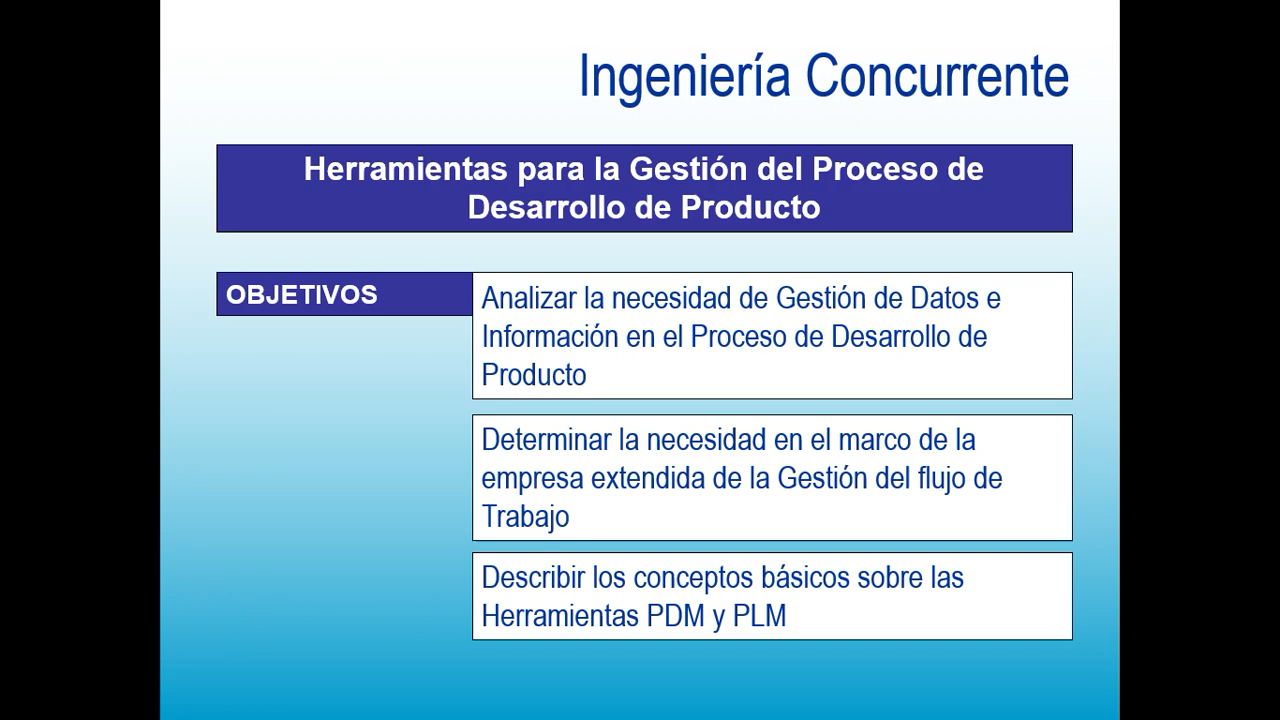 Ingeniería Concurrente
Herramientas para la Gestión del Proceso de
Desarrollo de Producto
OBJETIVOS
Analizar la necesidad de Gestión de Datos e
Información en el Proceso de Desarrollo de
Producto
Determinar la necesidad en el marco de la
empresa extendida de la Gestión del flujo de
Trabajo
Describir los conceptos básicos sobre las
Herramientas PDM y PLM